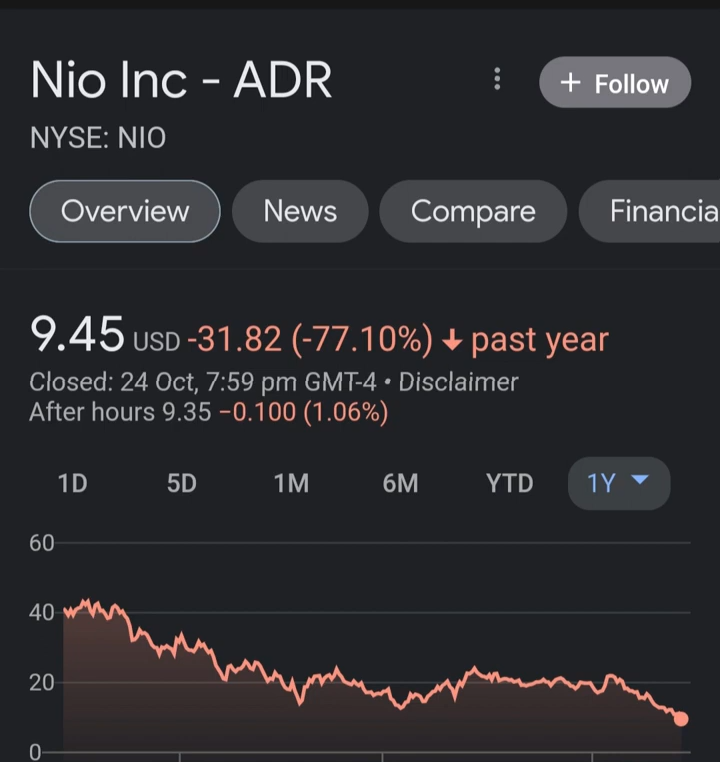 Nio Inc - ADR
+ Follow
NYSE: NIO
Overview
News
Compare
Financia
9.45 USD -31.82 (-77.10%) ↓ past year
Closed: 24 Oct, 7:59 pm GMT-4 • Disclaimer
After hours 9.35 −0.100 (1.06%)
1D
5D
1M
6M
YTD
1Y
60
40
20
0